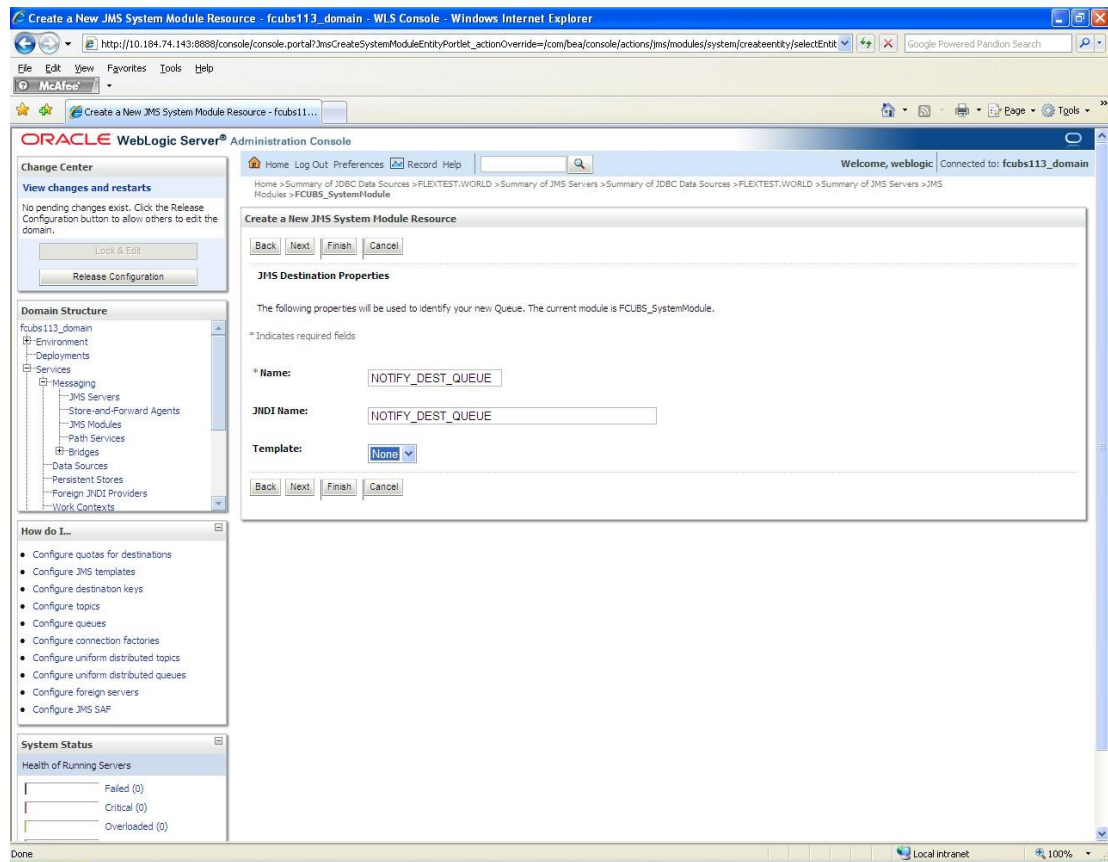 Create a New JMS System Module Resource - fcubs113_domain - WLS Console - Windows Internet Explorer
http://10.184.74.143:8888/console/console.portal?JmsCreateSystemModuleEntityPortlet_actionOverride=/com/bea/console/actions/jms/modules/system/createentity/selectEntit
Google Powered Pandion Search
File Edit View Favorites Tools Help
McAfee
Create a New JMS System Module Resource - fcubs11...
Page Tools
ORACLE WebLogic Server® Administration Console
Change Center
View changes and restarts
No pending changes exist. Click the Release
Configuration button to allow others to edit the
domain.
Lock & Edit
Release Configuration
Domain Structure
fcubs113_domain
Environment
Deployments
Services
Messaging
JMS Servers
Store-and-Forward Agents
JMS Modules
Path Services
Bridges
Data Sources
Persistent Stores
Foreign JNDI Providers
Work Contexts
How do I...
Configure quotas for destinations
Configure JMS templates
Configure destination keys
Configure topics
Configure queues
Configure connection factories
Configure uniform distributed topics
Configure uniform distributed queues
Configure foreign servers
Configure JMS SAF
System Status
Health of Running Servers
Failed (0)
Critical (0)
Overloaded (0)
Home Log Out Preferences Record Help
Welcome, weblogic Connected to: fcubs113_domain
Home >Summary of JDBC Data Sources >FLEXTEST.WORLD >Summary of JMS Servers >Summary of JDBC Data Sources >FLEXTEST.WORLD >Summary of JMS Servers >JMS
Modules >FCUBS_SystemModule
Create a New JMS System Module Resource
Back Next Finish Cancel
JMS Destination Properties
The following properties will be used to identify your new Queue. The current module is FCUBS_SystemModule.
* Indicates required fields
* Name: NOTIFY_DEST_QUEUE
JNDI Name: NOTIFY_DEST_QUEUE
Template: None
Back Next Finish Cancel
Done
Local intranet
100%